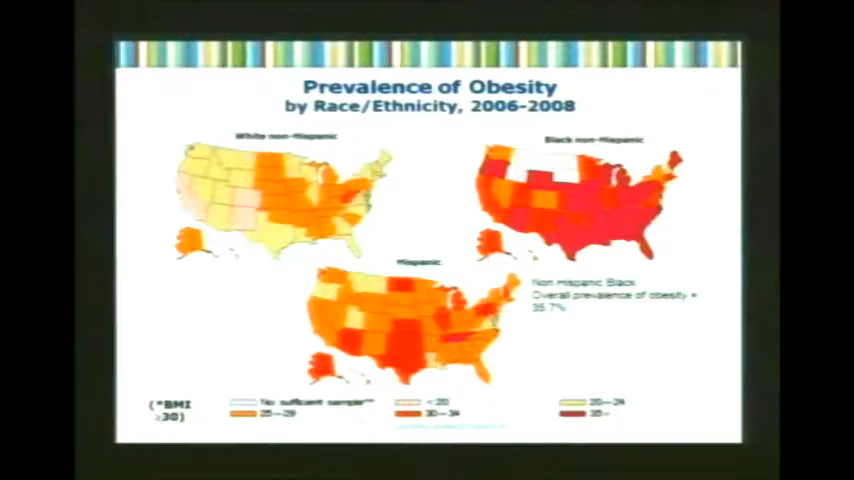 Prevalence of Obesity
by Race/Ethnicity, 2006-2008
White non-Hispanic
Black non-Hispanic
Hispanic
Non Hispanic Black
Overall prevalence of obesity =
35.7%
(*BMI
≥30)
No sufficient sample**
<20
20-24
25-29
30-34
35+